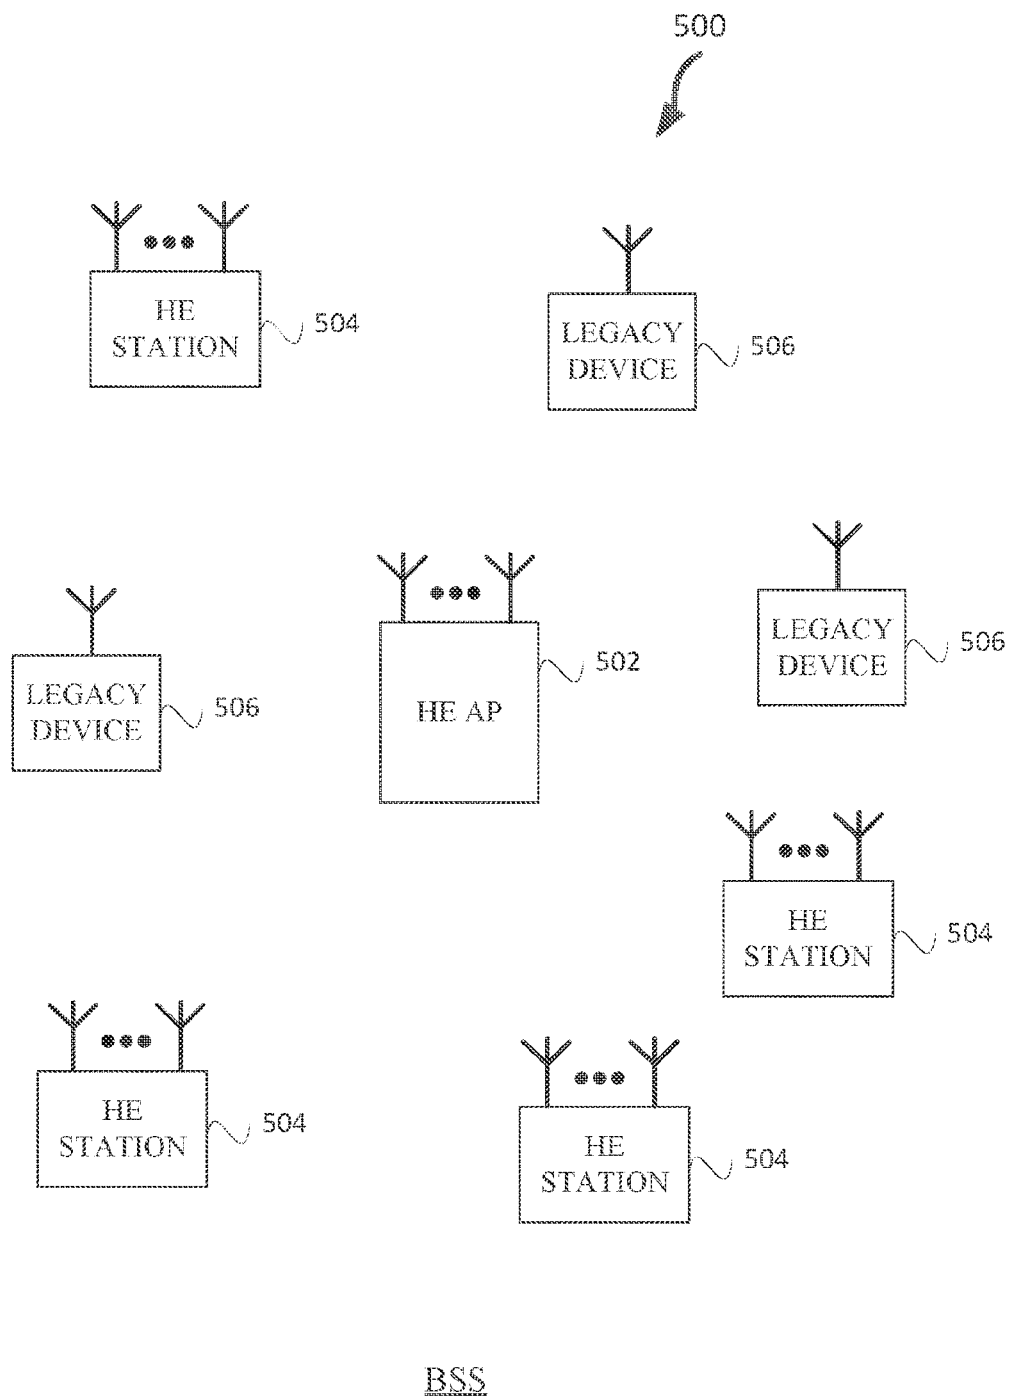 500
HE
STATION
504
LEGACY
DEVICE
506
LEGACY
DEVICE
506
HE AP
502
LEGACY
DEVICE
506
HE
STATION
504
HE
STATION
504
HE
STATION
504
BSS